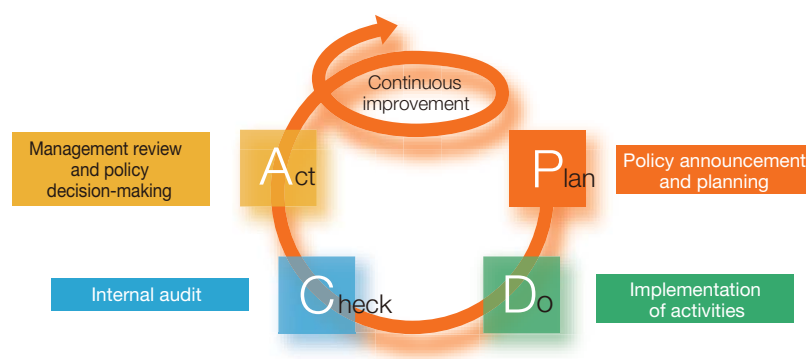 Continuous
improvement
Management review
and policy
decision-making
Act
Plan
Policy announcement
and planning
Internal audit
Check
Do
Implementation
of activities